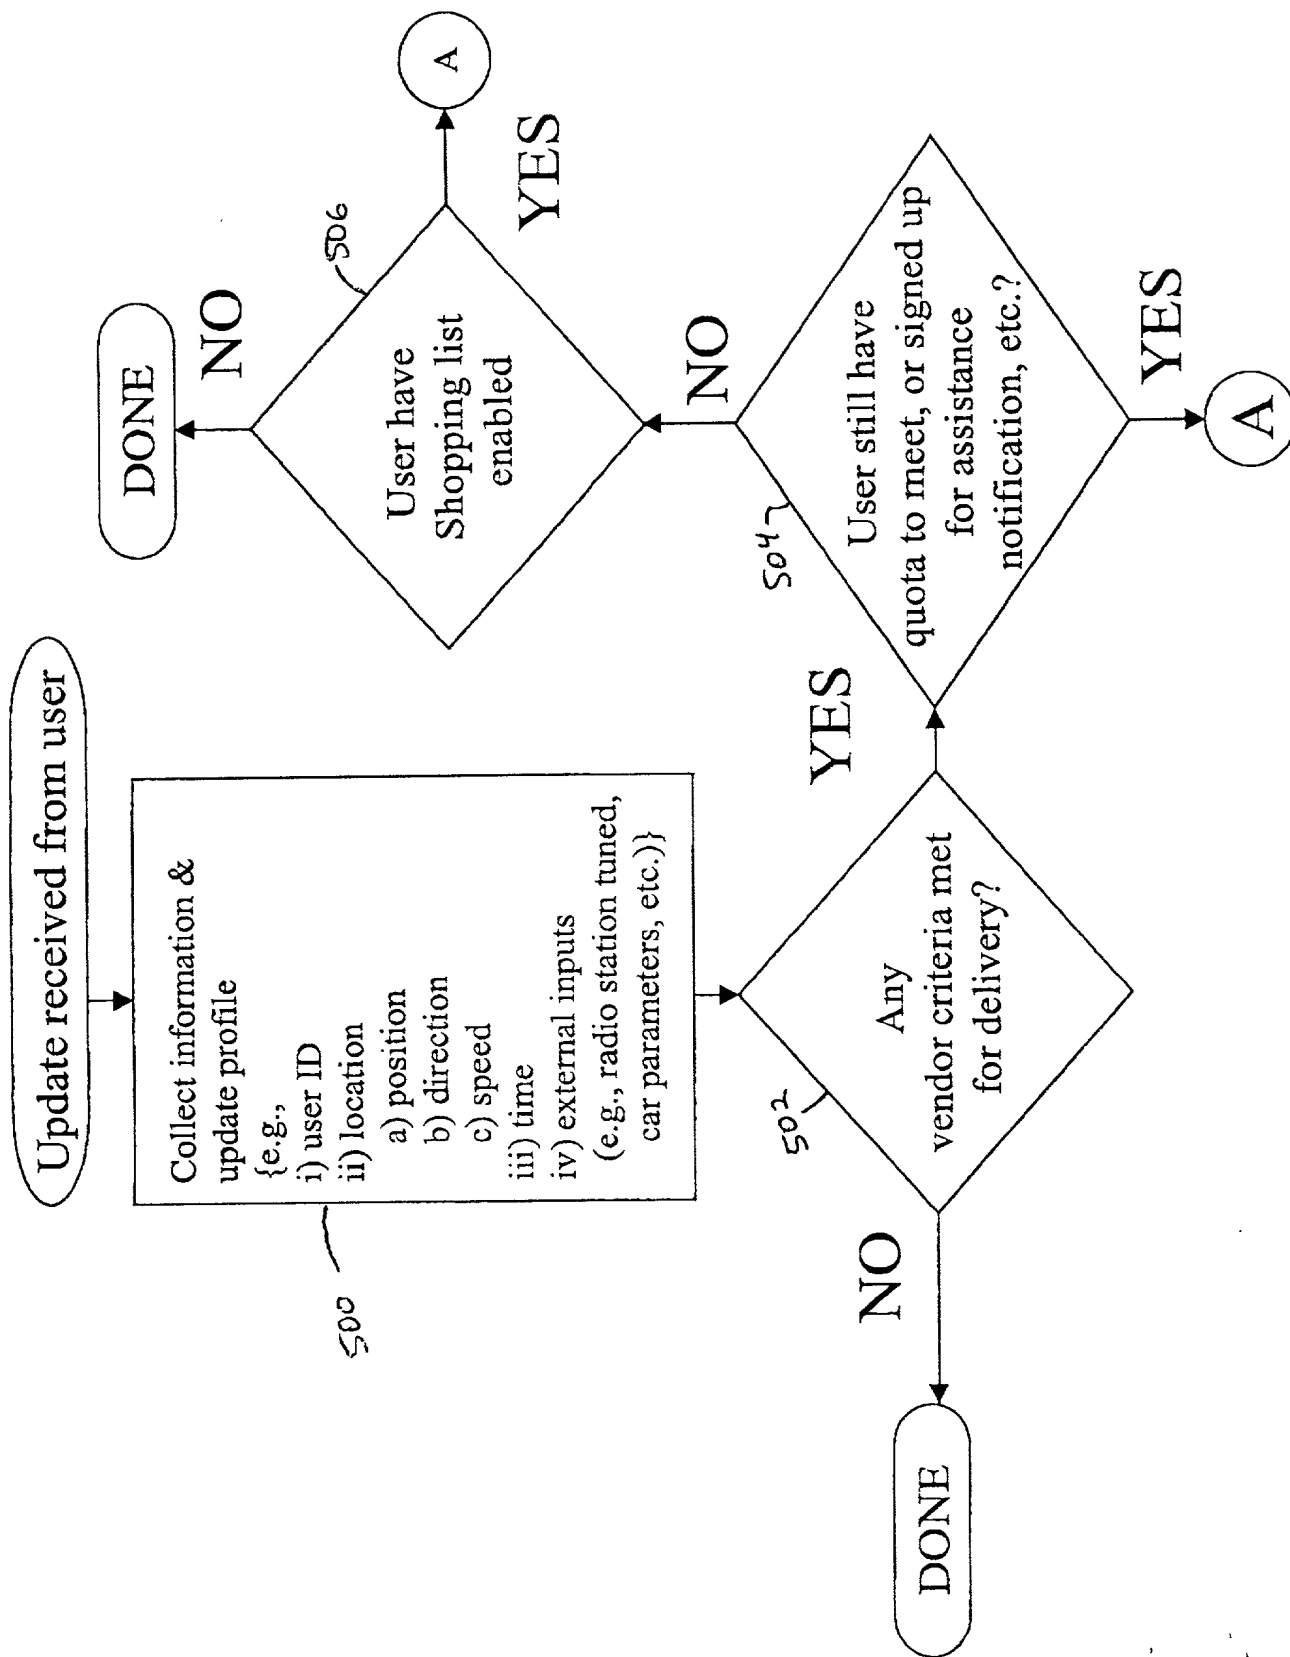 Update received from user
Collect information &
update profile
{e.g.,
i) user ID
ii) location
a) position
b) direction
c) speed
iii) time
iv) external inputs
(e.g., radio station tuned,
car parameters, etc.)}
500
Any
vendor criteria met
for delivery?
502
NO
DONE
YES
User still have
quota to meet, or signed up
for assistance
notification, etc.?
504
YES
A
NO
User have
Shopping list
enabled
506
NO
DONE
YES
A